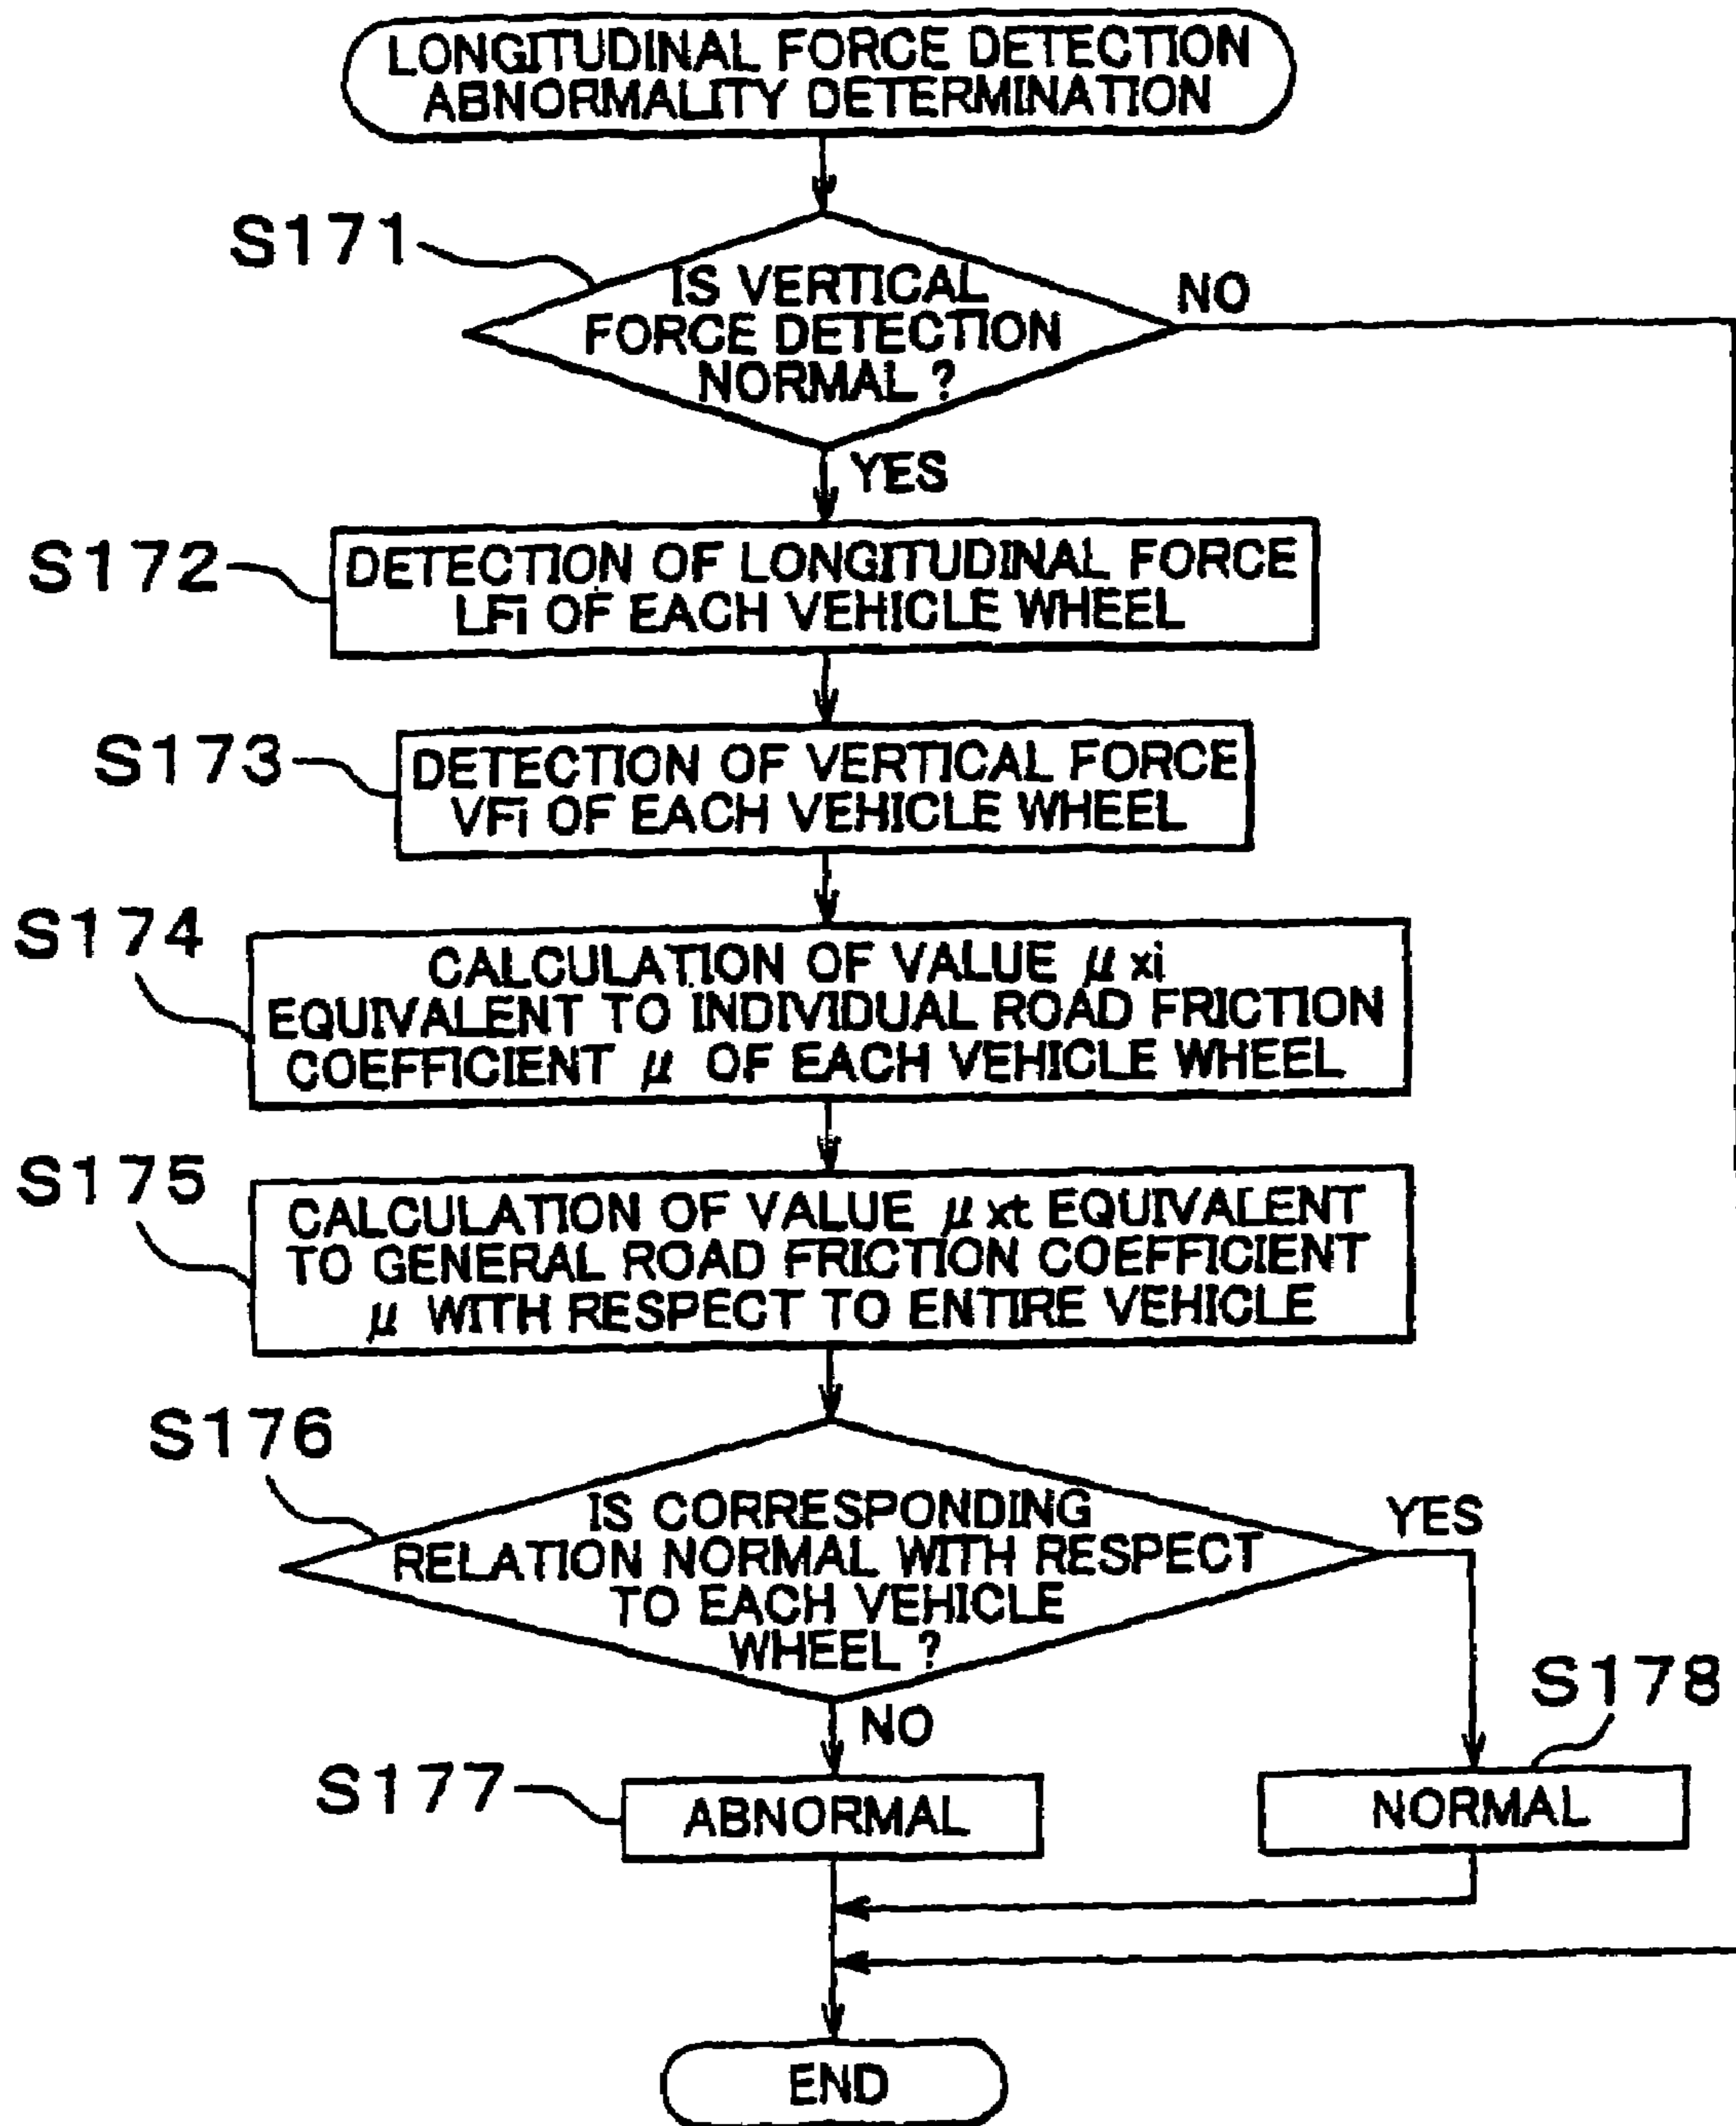 LONGITUDINAL FORCE DETECTION
ABNORMALITY DETERMINATION
S171
IS VERTICAL
FORCE DETECTION
NORMAL ?
NO
YES
S172
DETECTION OF LONGITUDINAL FORCE
LFi OF EACH VEHICLE WHEEL
S173
DETECTION OF VERTICAL FORCE
VFi OF EACH VEHICLE WHEEL
S174
CALCULATION OF VALUE μxi
EQUIVALENT TO INDIVIDUAL ROAD FRICTION
COEFFICIENT μ OF EACH VEHICLE WHEEL
S175
CALCULATION OF VALUE μxt EQUIVALENT
TO GENERAL ROAD FRICTION COEFFICIENT
μ WITH RESPECT TO ENTIRE VEHICLE
S176
IS CORRESPONDING
RELATION NORMAL WITH RESPECT
TO EACH VEHICLE
WHEEL ?
YES
NO
S178
S177
ABNORMAL
NORMAL
END